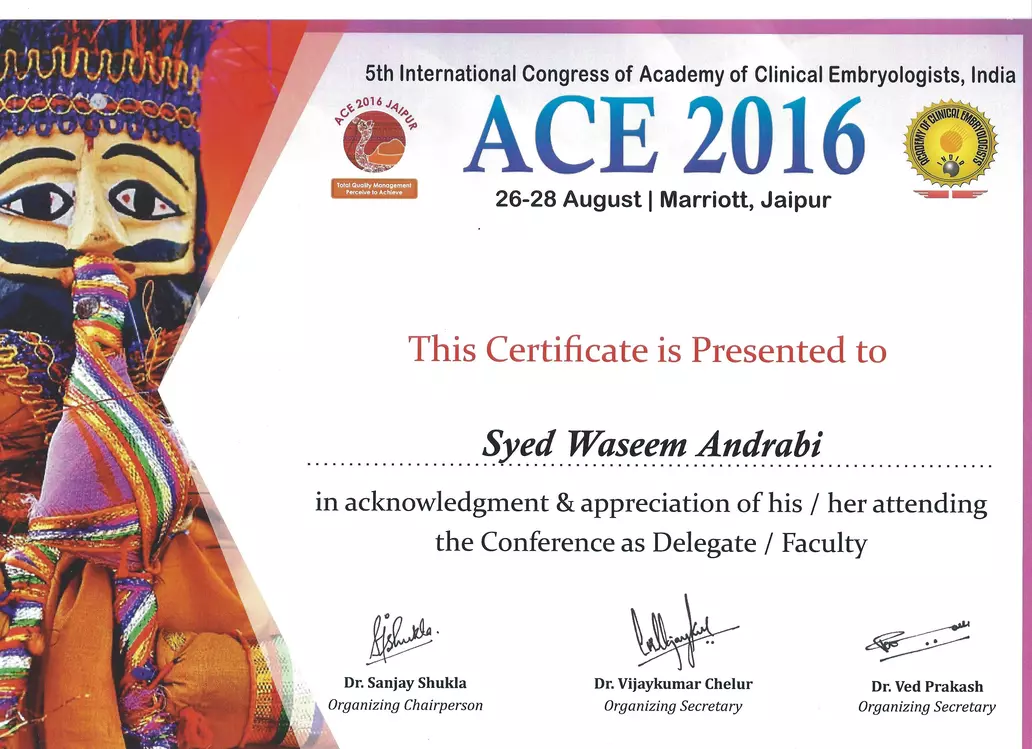 5th International Congress of Academy of Clinical Embryologists, India
ACE 2016 JAIPUR
Total Quality Management
Perceive to Achieve
ACE 2016
26-28 August | Marriott, Jaipur
ACADEMY OF CLINICAL EMBRYOLOGISTS
INDIA
This Certificate is Presented to
Syed Waseem Andrabi
in acknowledgment & appreciation of his / her attending
the Conference as Delegate / Faculty
Dr. Sanjay Shukla
Organizing Chairperson
Dr. Vijaykumar Chelur
Organizing Secretary
Dr. Ved Prakash
Organizing Secretary